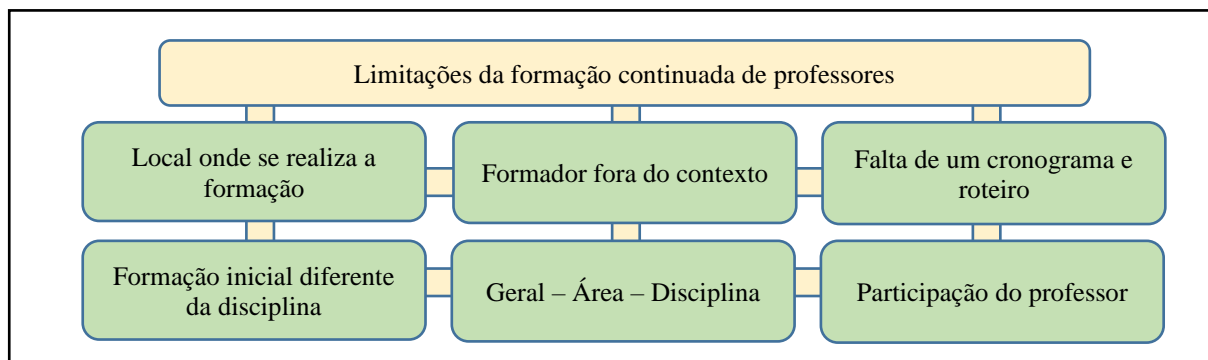 Limitações da formação continuada de professores
Local onde se realiza a
formação
Formador fora do contexto
Falta de um cronograma e
roteiro
Formação inicial diferente
da disciplina
Geral – Área – Disciplina
Participação do professor